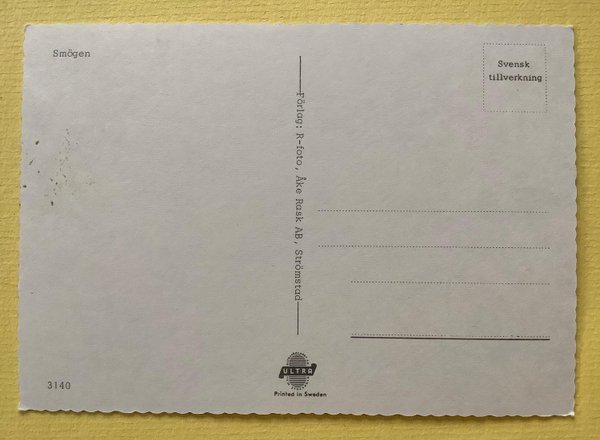 Smögen
Svensk
tillverkning
Förlag: R-foto, Åke Rask AB, Strömstad
3140
ULTRA
Printed in Sweden